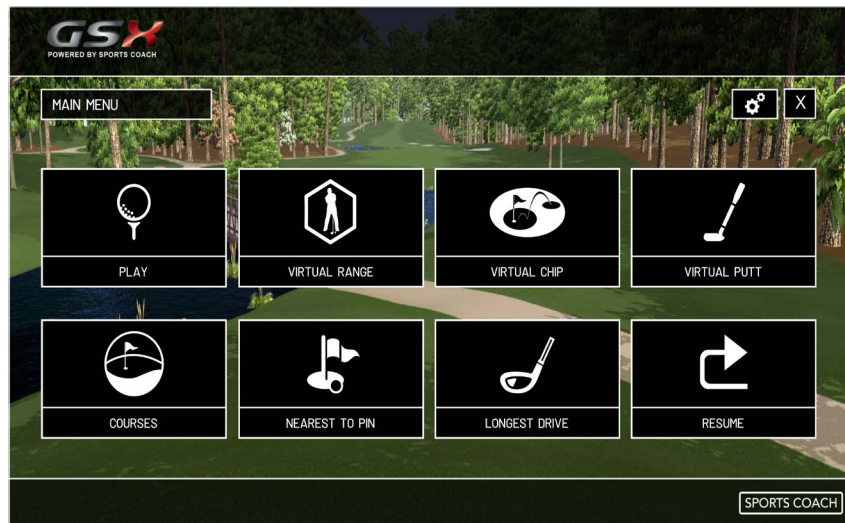 GSX
POWERED BY SPORTS COACH
MAIN MENU
X
PLAY
VIRTUAL RANGE
VIRTUAL CHIP
VIRTUAL PUTT
COURSES
NEAREST TO PIN
LONGEST DRIVE
RESUME
SPORTS COACH